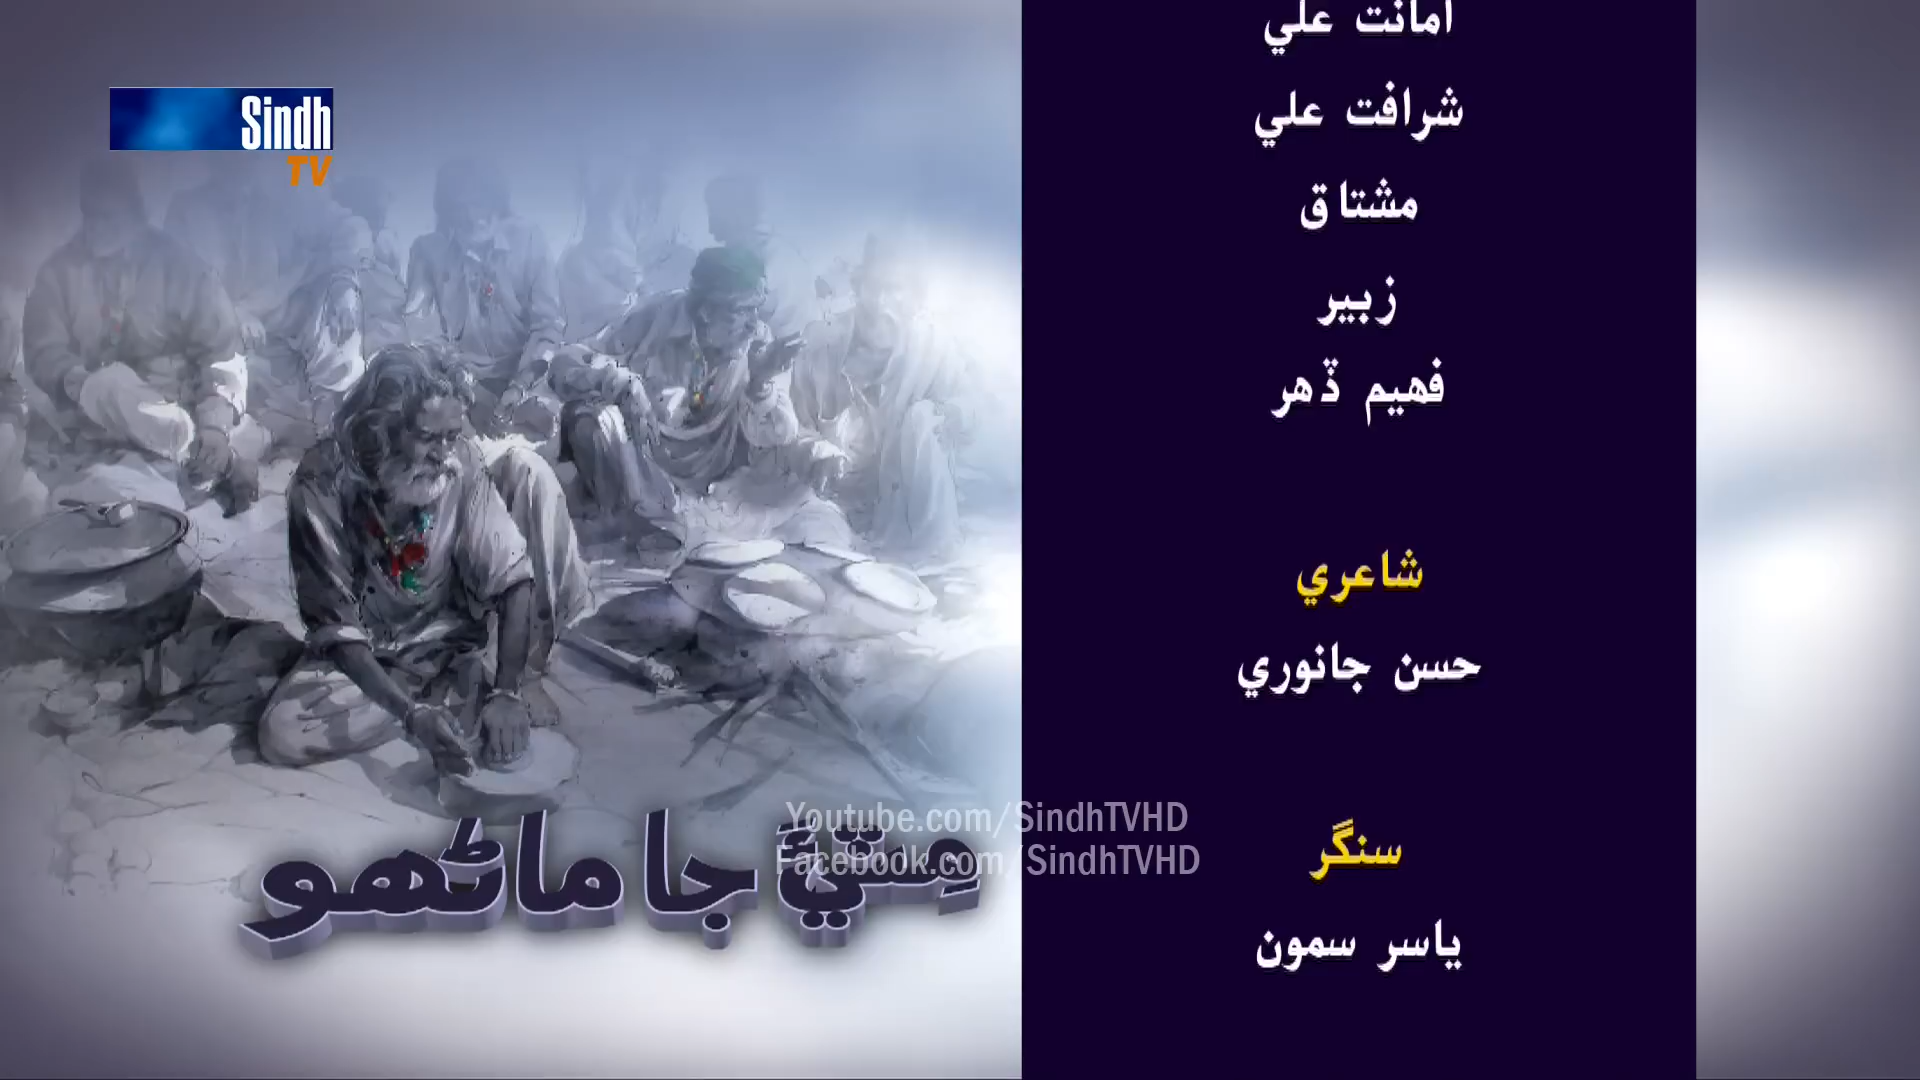 Sindh
TV
امانت علي
شرافت علي
مشتاق
زبير
فهيم ڏهر
شاعري
حسن جانوري
سنگر
ياسر سمون
Youtube.com/SindhTVHD
Facebook.com/SindhTVHD
جا ماڻهو